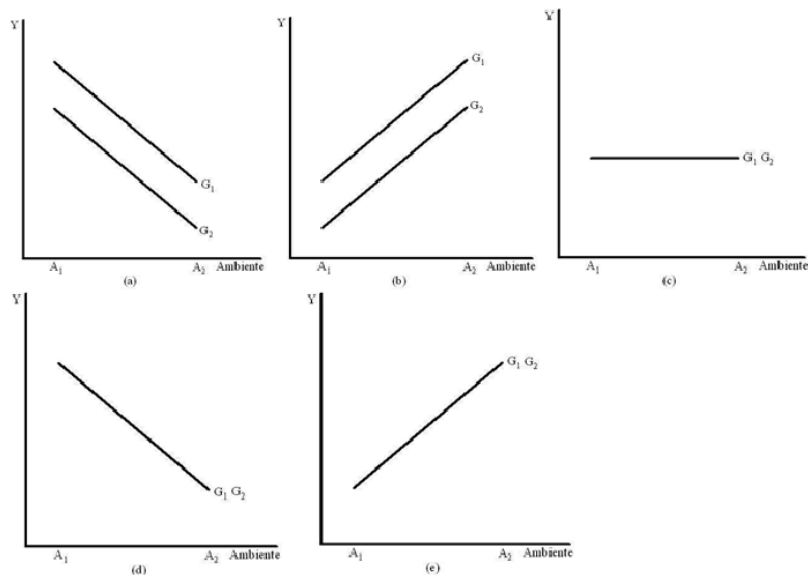 Y
G₁
G₂
A₁ A₂ Ambiente
(a)
Y
G₁
G₂
A₁ A₂ Ambiente
(b)
Y
G₁ G₂
A₁ A₂ Ambiente
(c)
Y
G₁ G₂
A₁ A₂ Ambiente
(d)
Y
G₁ G₂
A₁ A₂ Ambiente
(e)